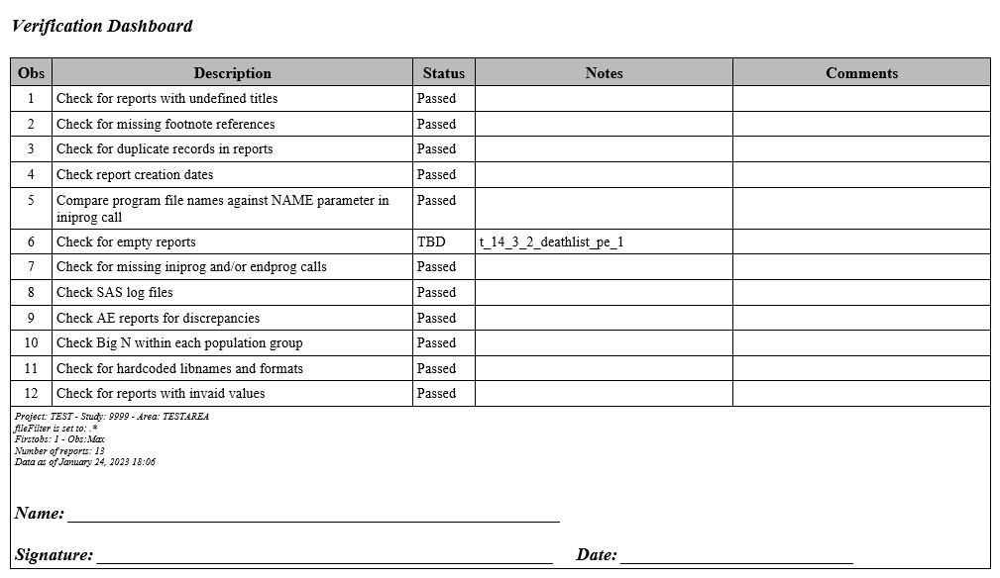 Verification Dashboard
Obs Description Status Notes Comments
1 Check for reports with undefined titles Passed
2 Check for missing footnote references Passed
3 Check for duplicate records in reports Passed
4 Check report creation dates Passed
5 Compare program file names against NAME parameter in Passed
iniprog call
6 Check for empty reports TBD t_14_3_2_deathlist_pe_1
7 Check for missing iniprog and/or endprog calls Passed
8 Check SAS log files Passed
9 Check AE reports for discrepancies Passed
10 Check Big N within each population group Passed
11 Check for hardcoded libnames and formats Passed
12 Check for reports with invaid values Passed
Project: TEST - Study: 9999 - Area: TESTAREA
fileFilter is set to: .*
Firstobs: 1 - Obs:Max
Number of reports: 13
Data as of January 24, 2023 18:06
Name:
Signature: Date: